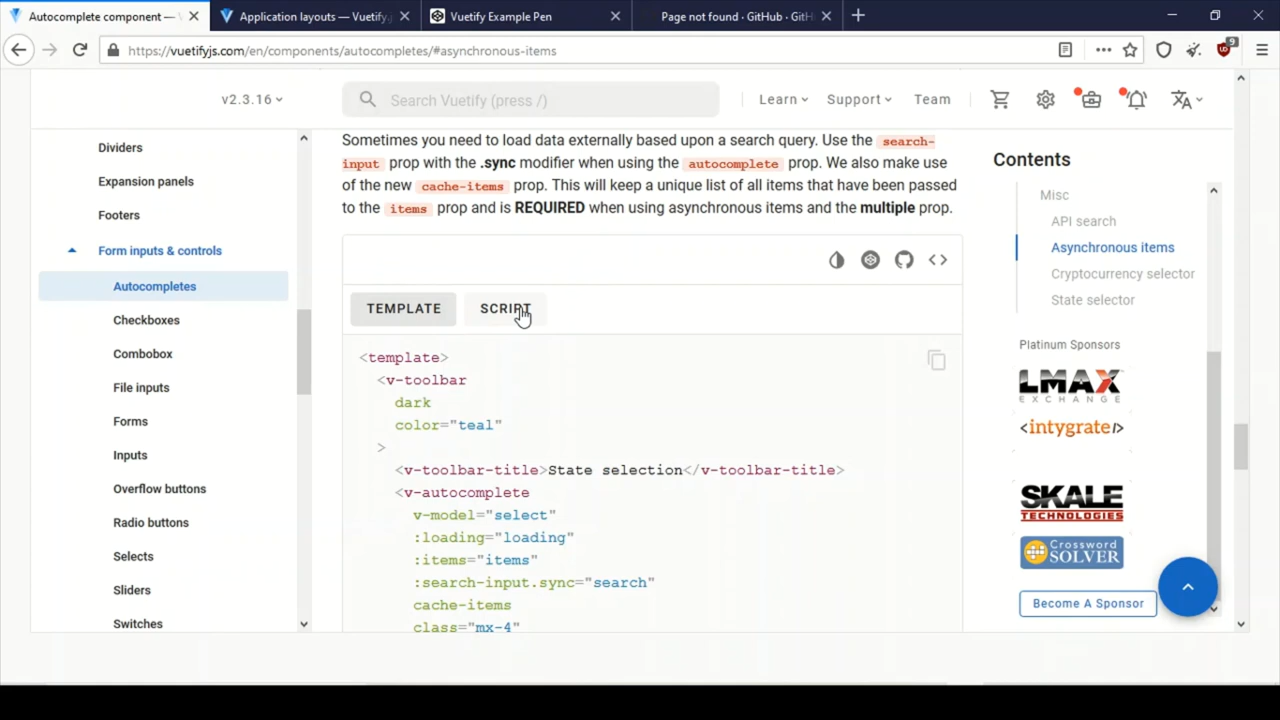 Autocomplete component —
Application layouts — Vuetify.
Vuetify Example Pen
Page not found · GitHub · GitH
https://vuetifyjs.com/en/components/autocompletes/#asynchronous-items
9
v2.3.16
Search Vuetify (press /)
Learn
Support
Team
Dividers
Expansion panels
Footers
Form inputs & controls
Autocompletes
Checkboxes
Combobox
File inputs
Forms
Inputs
Overflow buttons
Radio buttons
Selects
Sliders
Switches
Sometimes you need to load data externally based upon a search query. Use the search-
input prop with the .sync modifier when using the autocomplete prop. We also make use
of the new cache-items prop. This will keep a unique list of all items that have been passed
to the items prop and is REQUIRED when using asynchronous items and the multiple prop.
TEMPLATE
SCRIPT
<template>
<v-toolbar
dark
color="teal"
>
<v-toolbar-title>State selection</v-toolbar-title>
<v-autocomplete
v-model="select"
:loading="loading"
:items="items"
:search-input.sync="search"
cache-items
class="mx-4"
Contents
Misc
API search
Asynchronous items
Cryptocurrency selector
State selector
Platinum Sponsors
LMAX
EXCHANGE
<intygrate/>
SKALE
TECHNOLOGIES
Crossword
SOLVER
Become A Sponsor